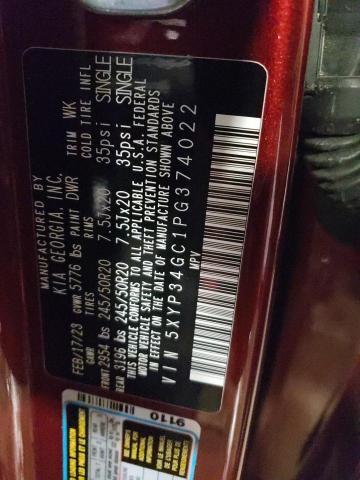 MANUFACTURED BY
KIA GEORGIA, INC.
FEB/17/23 GVWR 5776 lbs PAINT DWR TRIM WK
GAWR TIRES RIMS COLD TIRE INFL
FRONT 2954 lbs 245/50R20 7.5Jx20 35psi SINGLE
REAR 3196 lbs 245/50R20 7.5Jx20 35psi SINGLE
THIS VEHICLE CONFORMS TO ALL APPLICABLE U.S.A FEDERAL
MOTOR VEHICLE SAFETY AND THEFT PREVENTION STANDARDS
IN EFFECT ON THE DATE OF MANUFACTURE SHOWN ABOVE
VIN 5XYP34GC1PG374022
MPV
9110